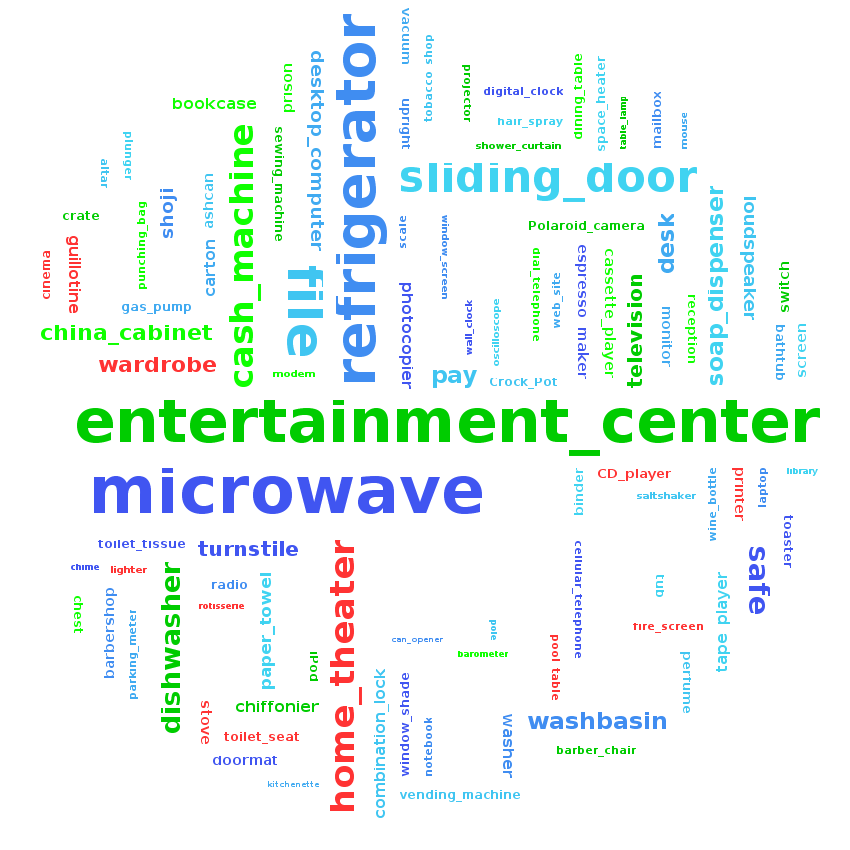 vacuum
tobacco_shop
refrigerator
desktop_computer
prison
projector
digital_clock
dining_table
space_heater
table_lamp
mailbox
mouse
bookcase
upright
hair_spray
cash_machine
sewing_machine
plunger
altar
shower_curtain
sliding_door
shoji
ashcan
punching_bag
crate
scale
window_screen
Polaroid_camera
desk
soap_dispenser
loudspeaker
cinema
guillotine
carton
file
photocopier
wall_clock
oscilloscope
dial_telephone
web_site
espresso_maker
cassette_player
television
monitor
reception
switch
gas_pump
china_cabinet
wardrobe
modem
pay
Crock_Pot
bathtub
screen
entertainment_center
microwave
binder
CD_player
wine_bottle
printer
laptop
library
saltshaker
toaster
toilet_tissue
turnstile
home_theater
cellular_telephone
safe
chime
lighter
dishwasher
radio
paper_towel
tub
tape_player
chest
barbershop
parking_meter
rotisserie
can_opener
pole
fire_screen
barometer
pool_table
perfume
iPod
stove
chiffonier
combination_lock
window_shade
notebook
washer
washbasin
toilet_seat
doormat
barber_chair
kitchenette
vending_machine